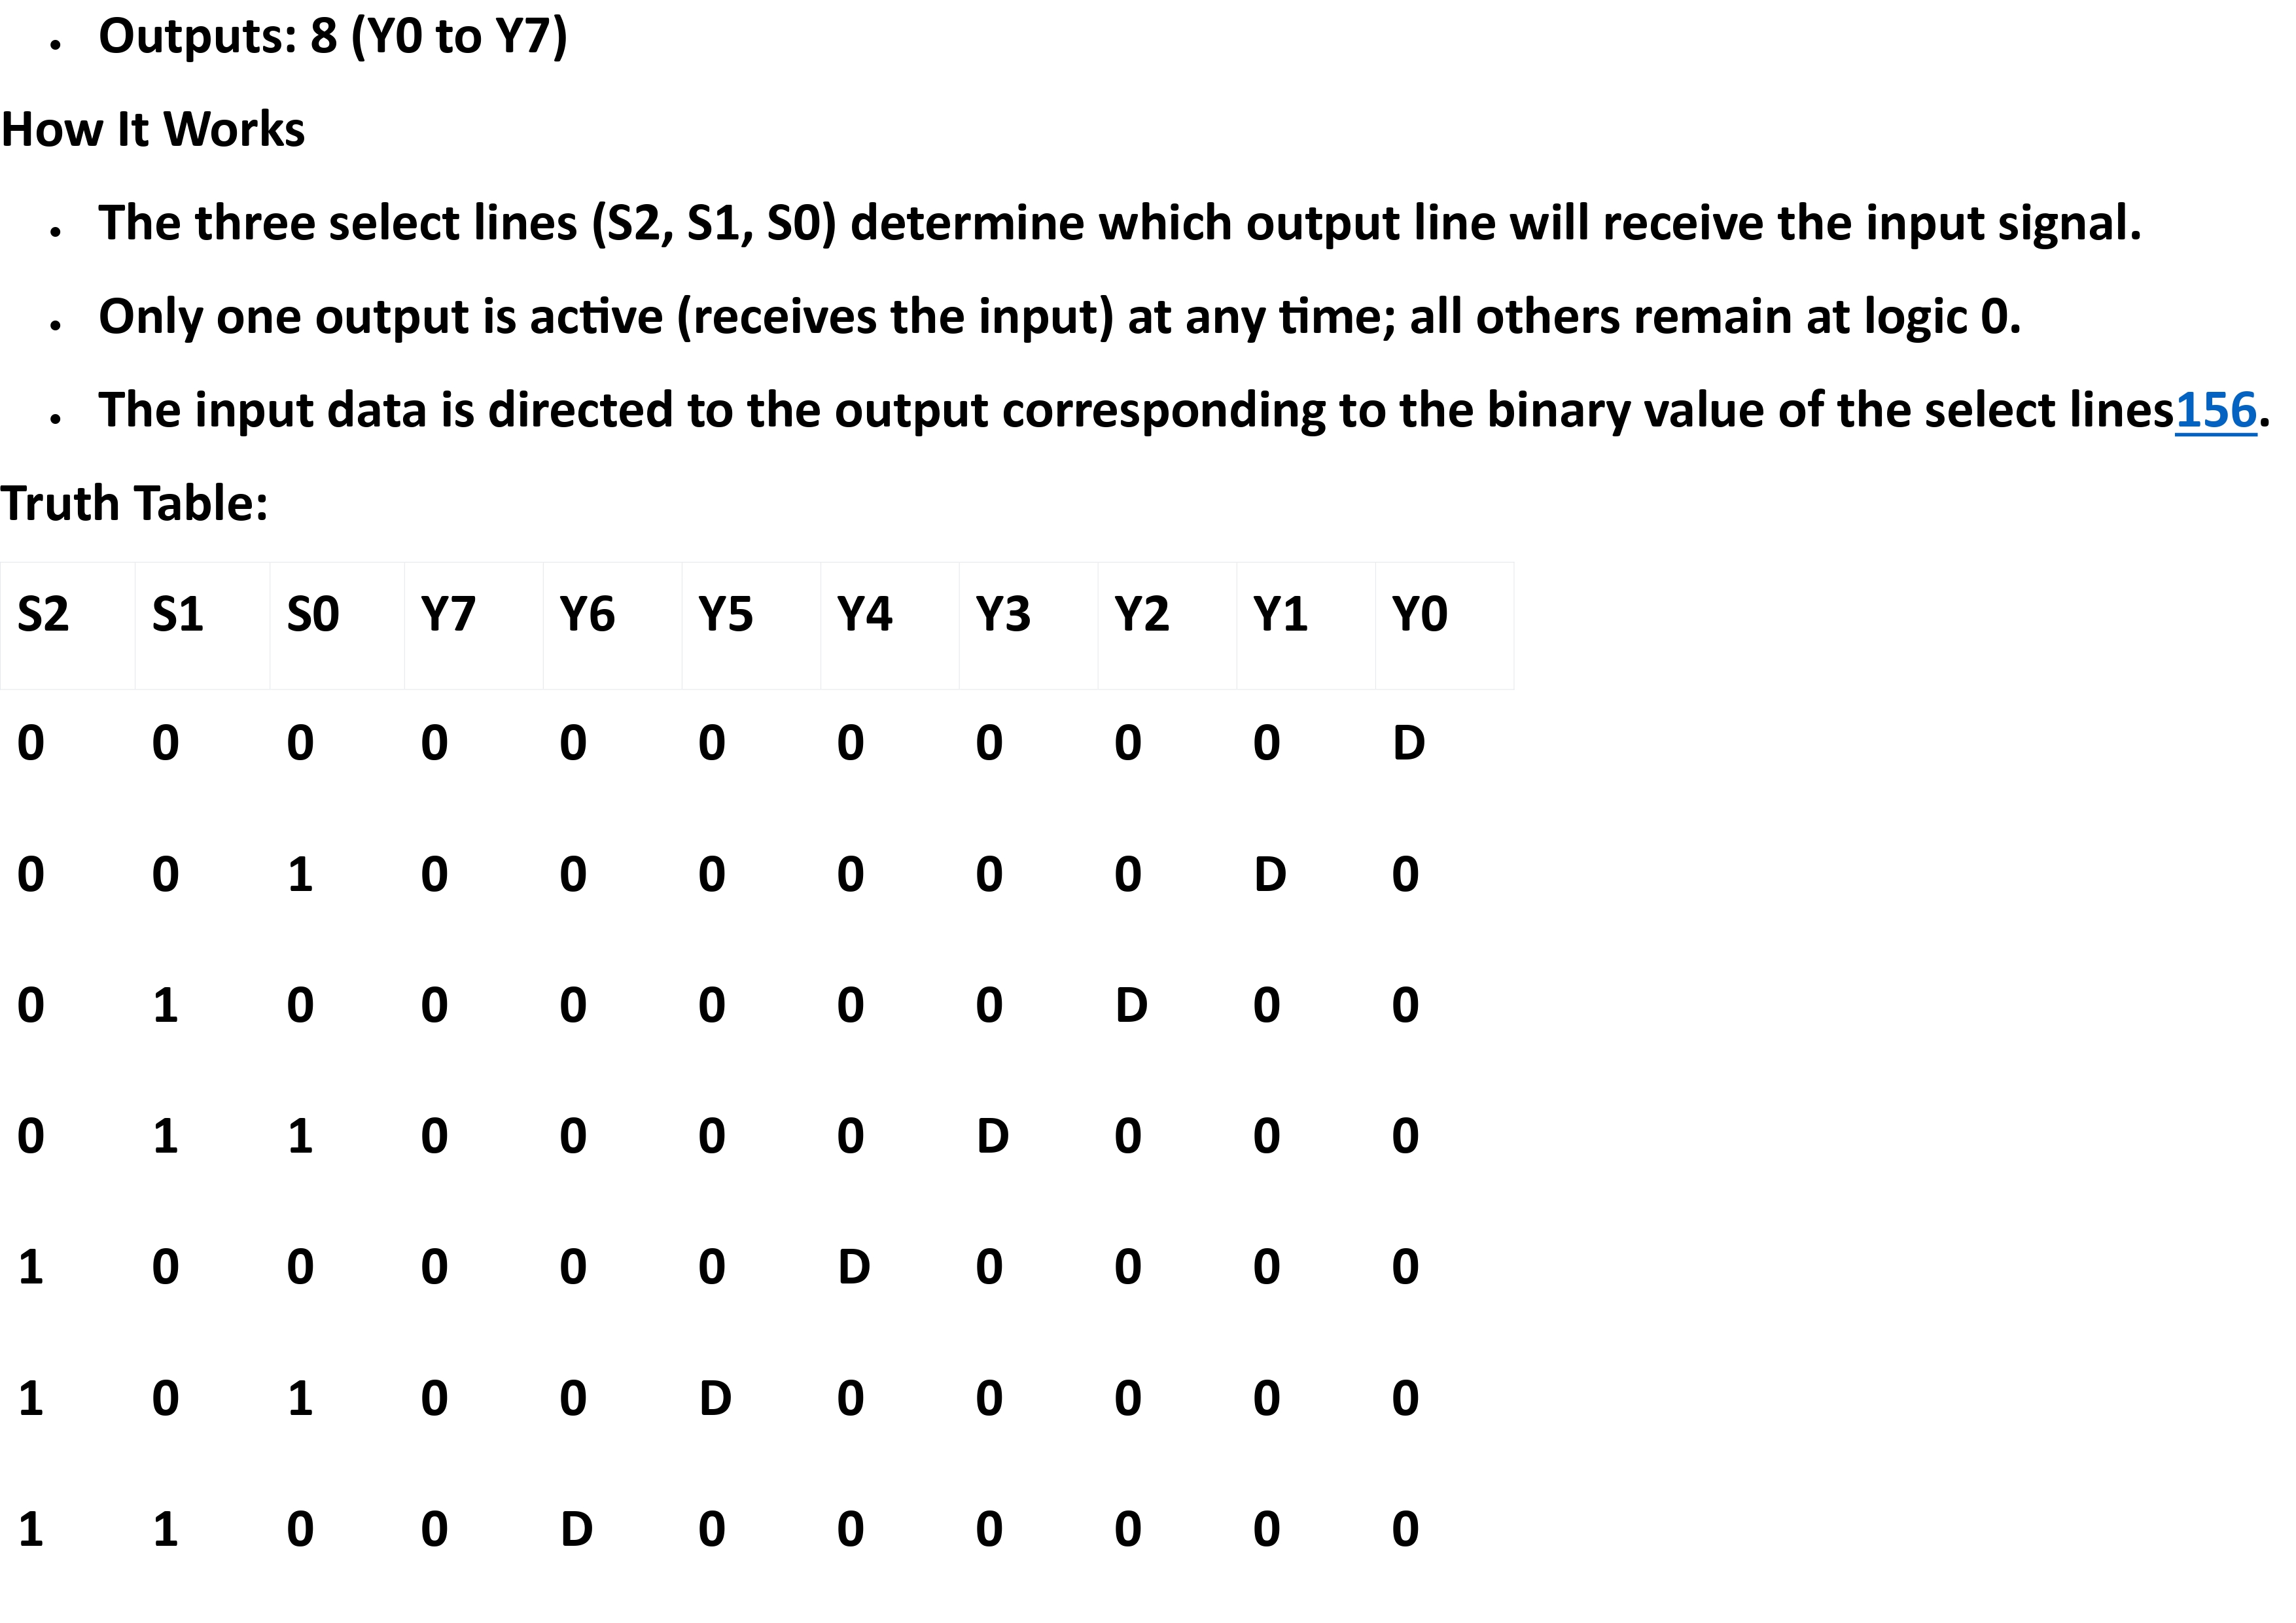 • Outputs: 8 (Y0 to Y7)
How It Works
• The three select lines (S2, S1, S0) determine which output line will receive the input signal.
• Only one output is active (receives the input) at any time; all others remain at logic 0.
• The input data is directed to the output corresponding to the binary value of the select lines156.
Truth Table:
S2 S1 S0 Y7 Y6 Y5 Y4 Y3 Y2 Y1 Y0
0 0 0 0 0 0 0 0 0 0 D
0 0 1 0 0 0 0 0 0 D 0
0 1 0 0 0 0 0 0 D 0 0
0 1 1 0 0 0 0 D 0 0 0
1 0 0 0 0 0 D 0 0 0 0
1 0 1 0 0 D 0 0 0 0 0
1 1 0 0 D 0 0 0 0 0 0